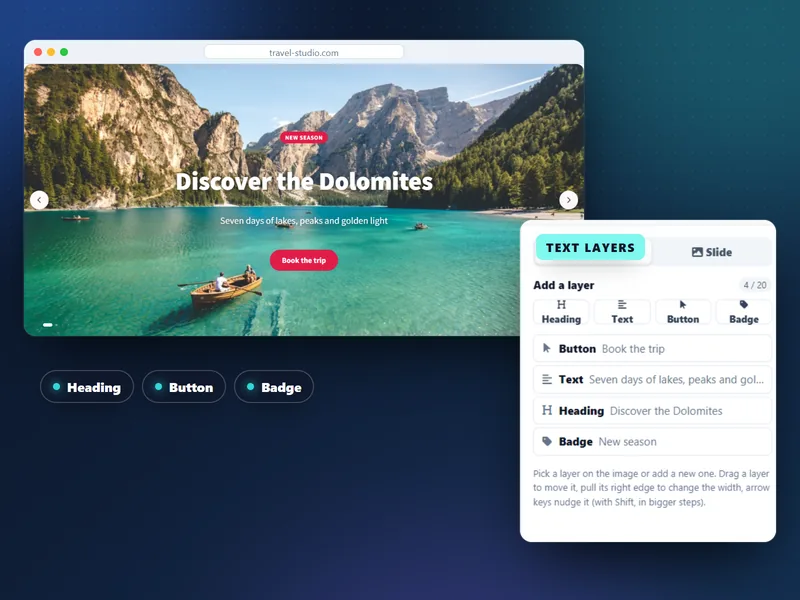 travel-studio.com
NEW SEASON
Discover the Dolomites
Seven days of lakes, peaks and golden light
Book the trip
Heading
Button
Badge
TEXT LAYERS
Slide
Add a layer
4 / 20
Heading
Text
Button
Badge
Button Book the trip
Text Seven days of lakes, peaks and gol...
Heading Discover the Dolomites
Badge New season
Pick a layer on the image or add a new one. Drag a layer
to move it, pull its right edge to change the width, arrow
keys nudge it (with Shift, in bigger steps).